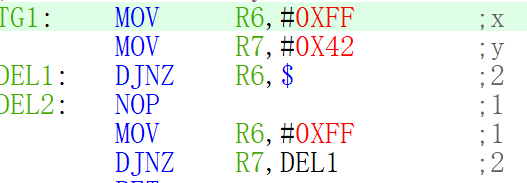 TG1: MOV R6,#0XFF ;x
MOV R7,#0X42 ;y
DEL1: DJNZ R6,$ ;2
DEL2: NOP ;1
MOV R6,#0XFF ;1
DJNZ R7,DEL1 ;2